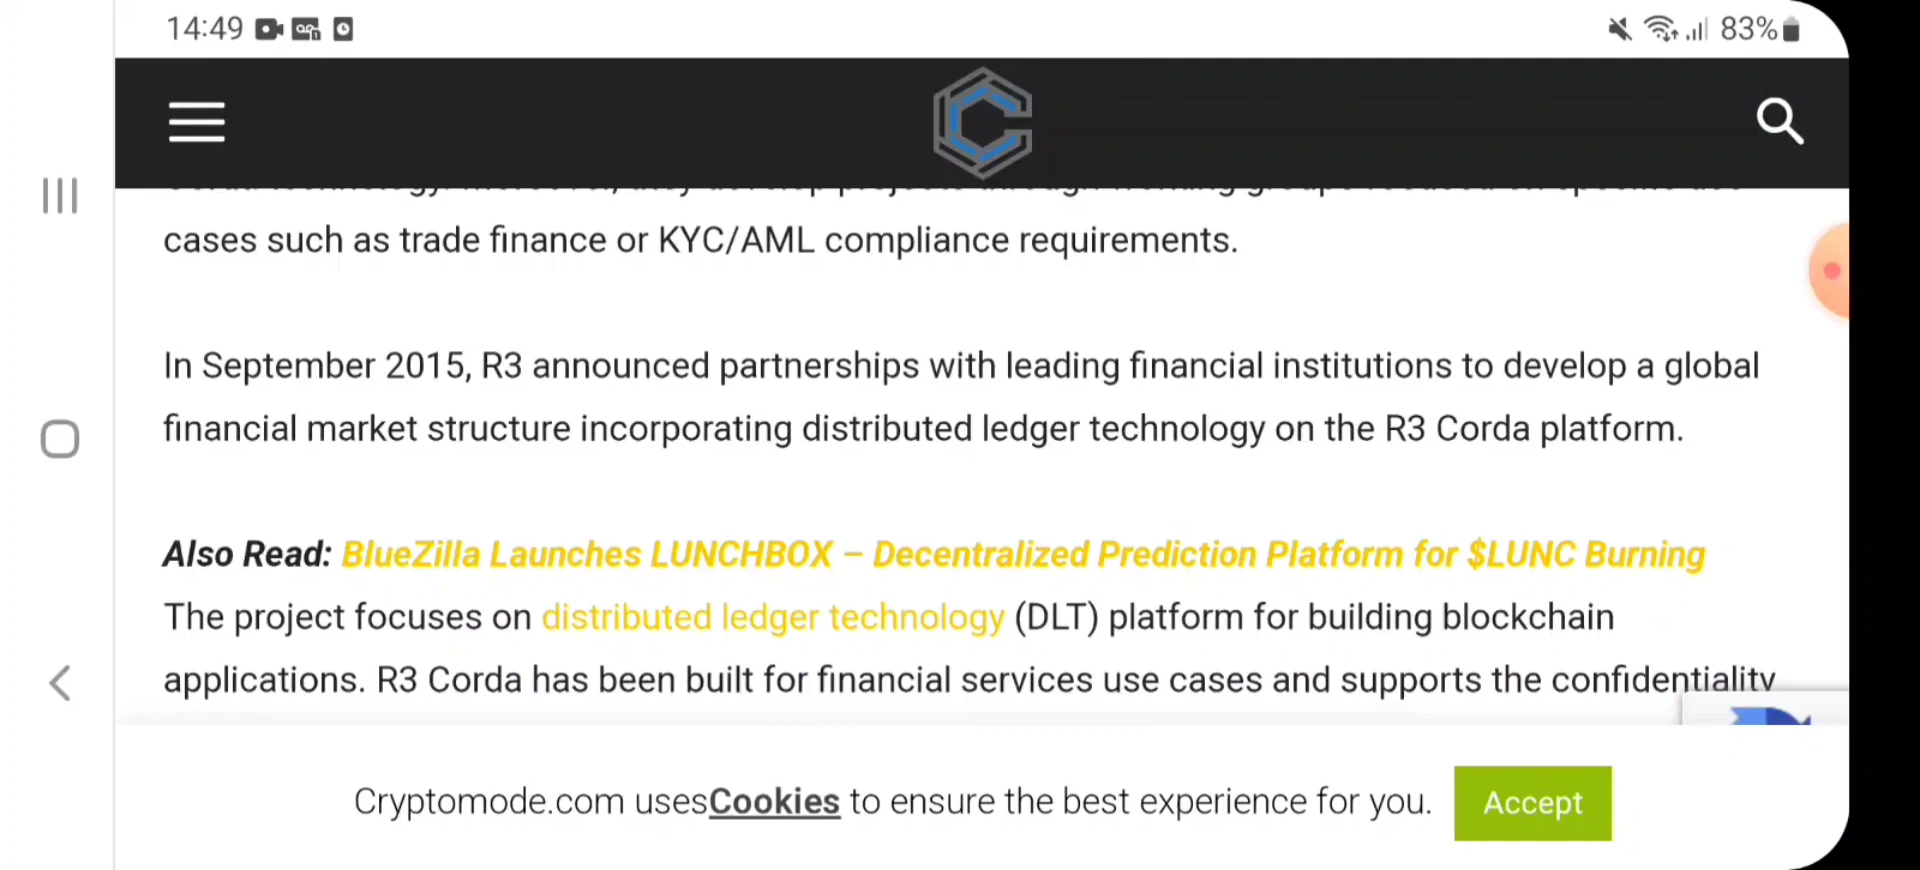 14:49
83%
cases such as trade finance or KYC/AML compliance requirements.
In September 2015, R3 announced partnerships with leading financial institutions to develop a global
financial market structure incorporating distributed ledger technology on the R3 Corda platform.
Also Read: BlueZilla Launches LUNCHBOX – Decentralized Prediction Platform for $LUNC Burning
The project focuses on distributed ledger technology (DLT) platform for building blockchain
applications. R3 Corda has been built for financial services use cases and supports the confidentiality
Cryptomode.com usesCookies to ensure the best experience for you.
Accept